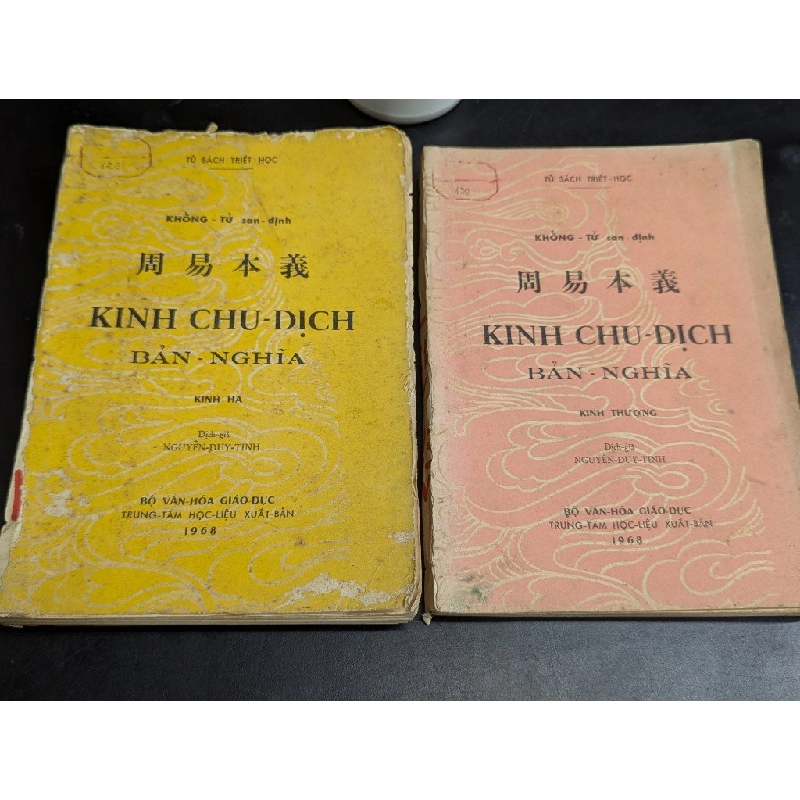 TỦ SÁCH TRIẾT-HỌC
KHỔNG - TỬ san-định
周易本義
KINH CHU-DỊCH
BẢN-NGHĨA
KINH HẠ
Dịch-giả
NGUYỄN-DUY-TINH
BỘ VĂN-HÓA GIÁO-DỤC
TRUNG-TÂM HỌC-LIỆU XUẤT-BẢN
1968
TỦ SÁCH TRIẾT-HỌC
KHỔNG - TỬ san định
周易本義
KINH CHU-DỊCH
BẢN-NGHĨA
KINH THƯỢNG
Dịch-giả
NGUYỄN-DUY-TINH
BỘ VĂN-HÓA GIÁO-DỤC
TRUNG-TÂM HỌC-LIỆU XUẤT-BẢN
1968